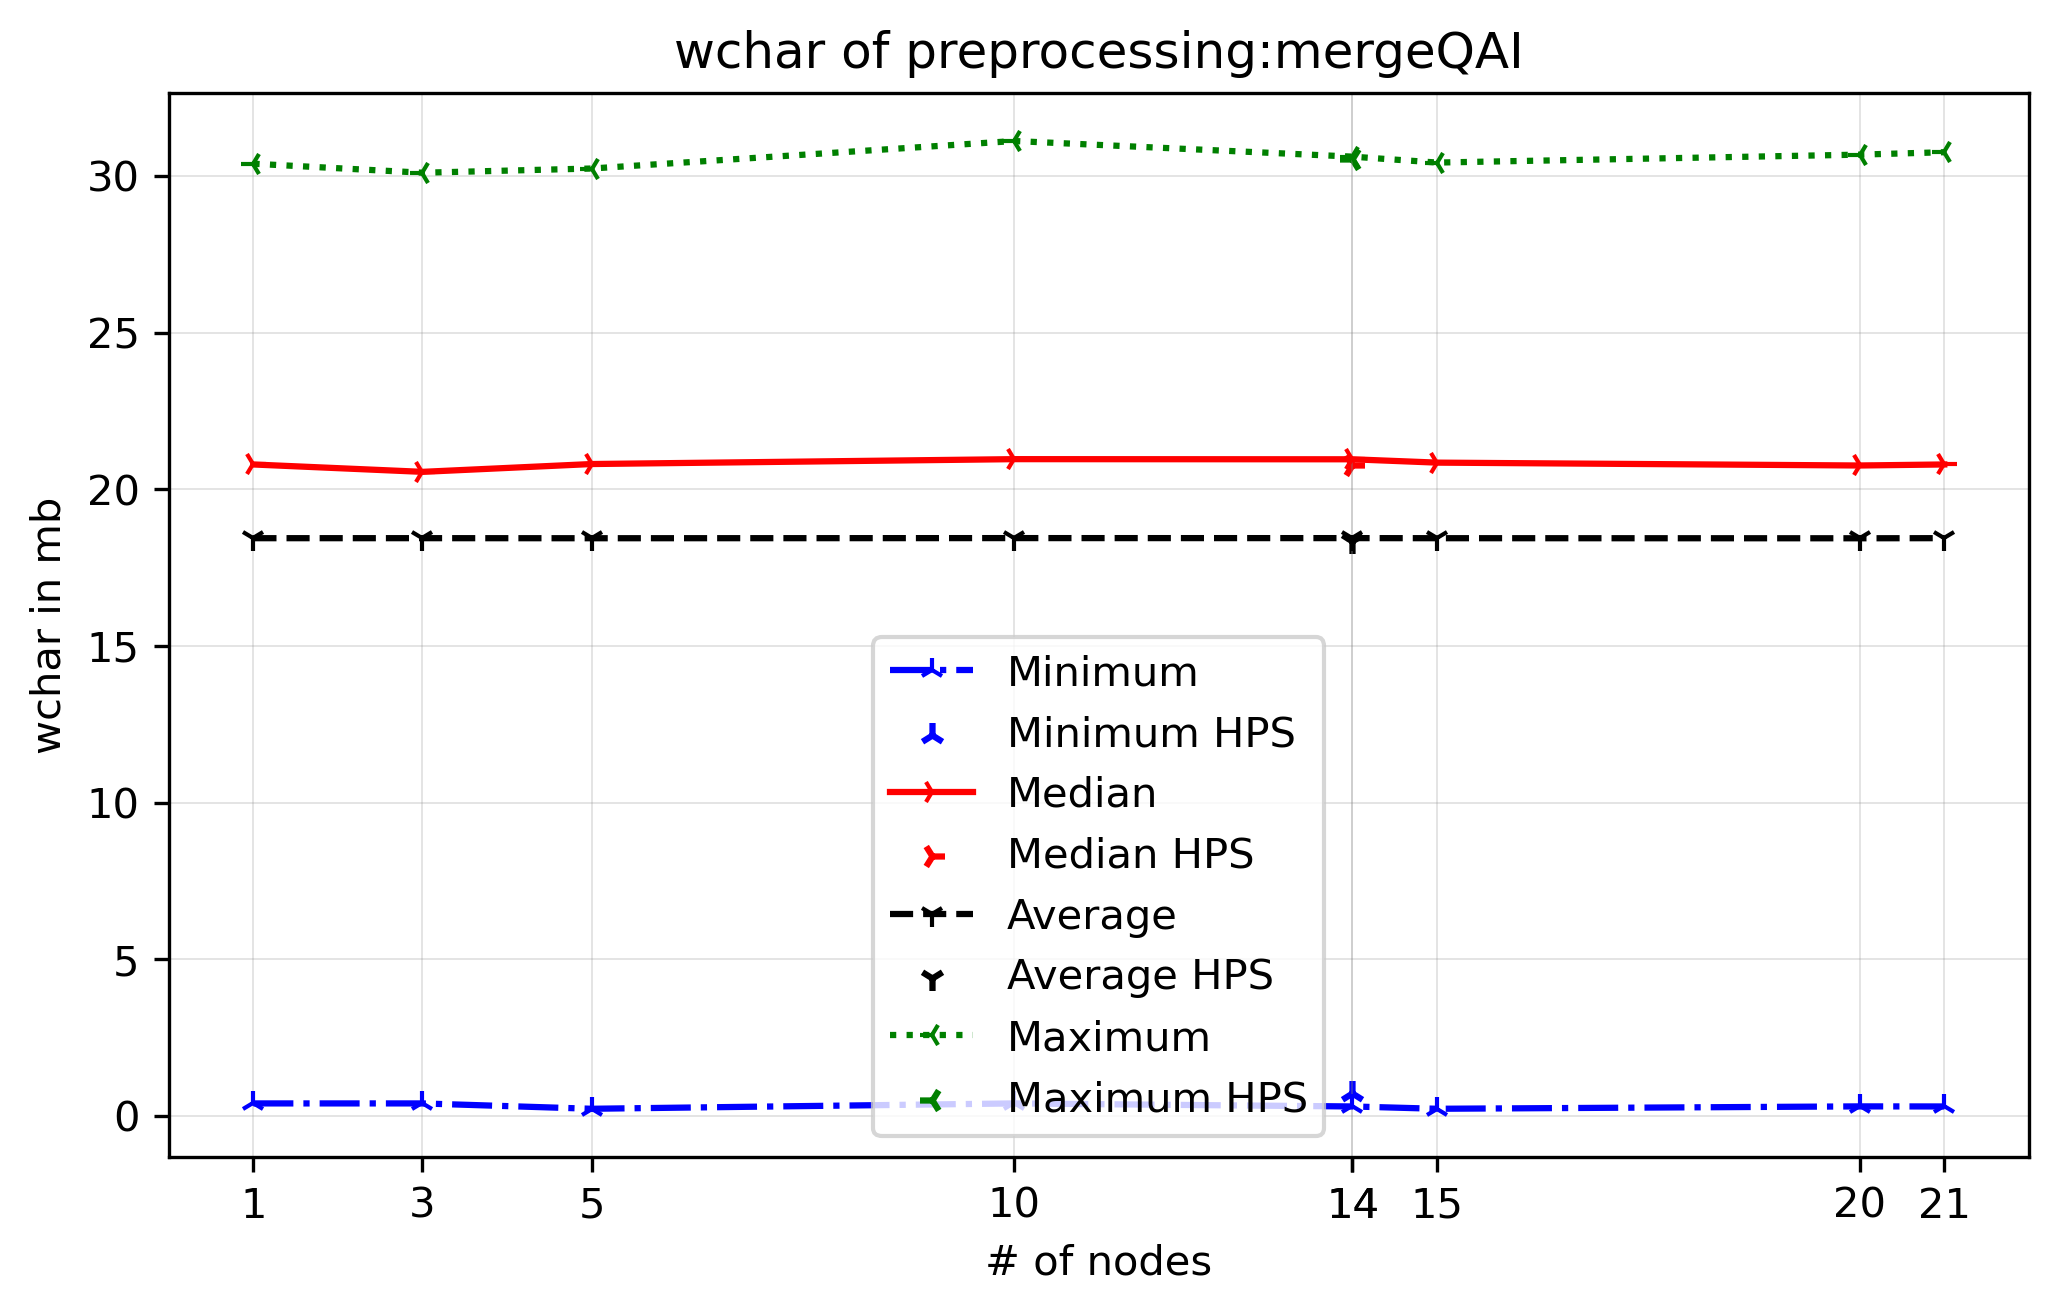 wchar of preprocessing:mergeQAI
30
25
20
15
10
5
0
wchar in mb
Minimum
Minimum HPS
Median
Median HPS
Average
Average HPS
Maximum
Maximum HPS
1 3 5 10 14 15 20 21
# of nodes